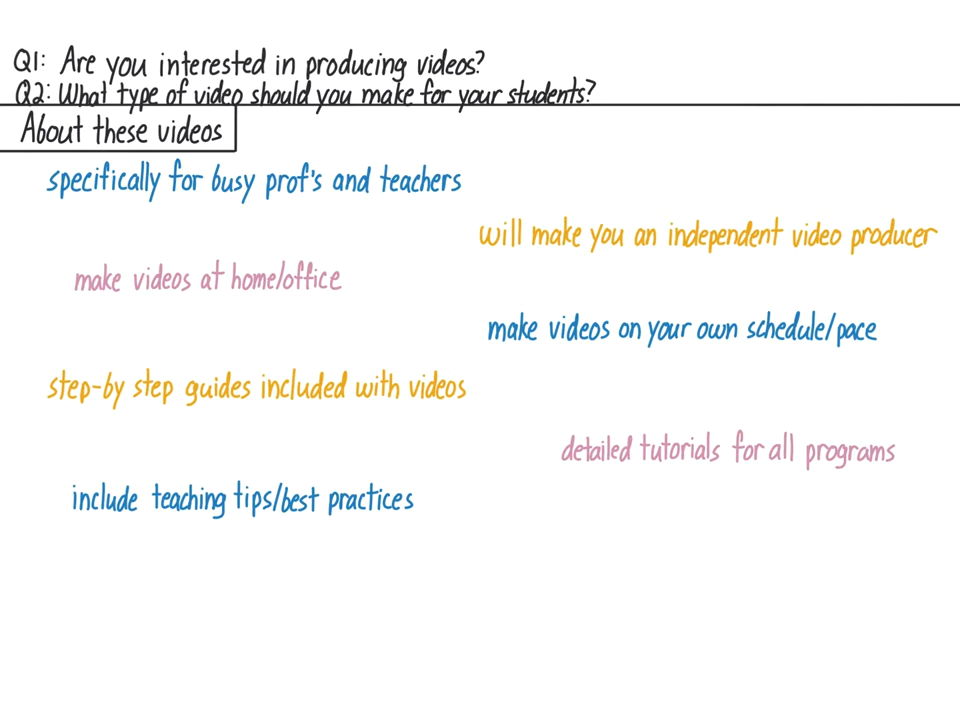 Q1: Are you interested in producing videos?
Q2: What type of video should you make for your students?
About these videos
specifically for busy prof's and teachers
will make you an independent video producer
make videos at home/office
make videos on your own schedule/pace
step-by step guides included with videos
detailed tutorials for all programs
include teaching tips/best practices